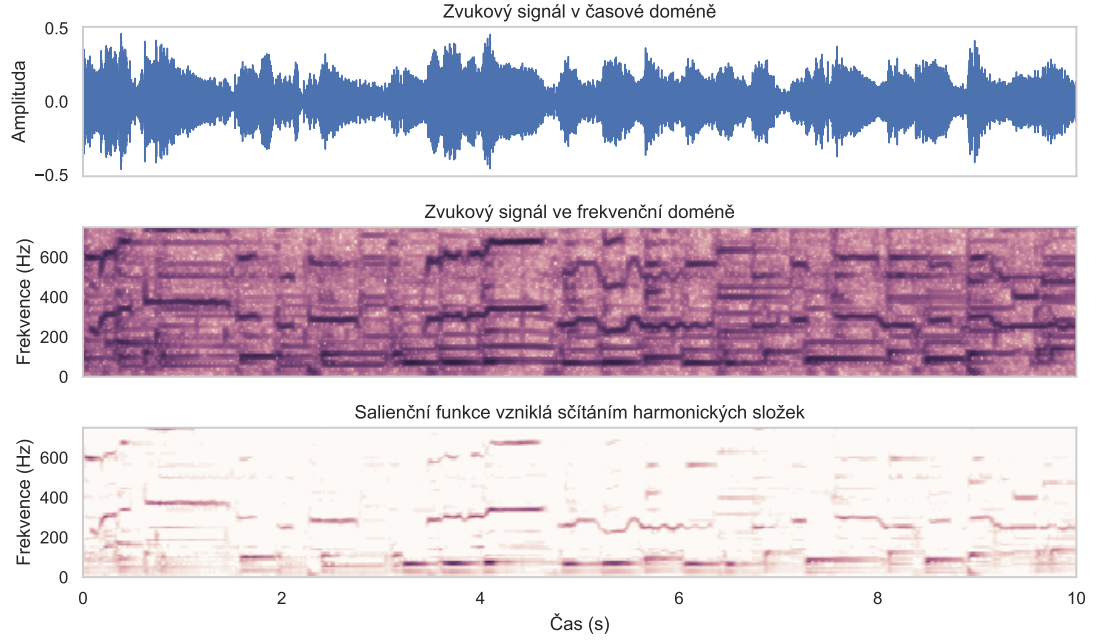 Zvukový signál v časové doméně
0.5
0.0
−0.5
Amplituda
Zvukový signál ve frekvenční doméně
600
400
200
0
Frekvence (Hz)
Salienční funkce vzniklá sčítáním harmonických složek
600
400
200
0
Frekvence (Hz)
0 2 4 6 8 10
Čas (s)